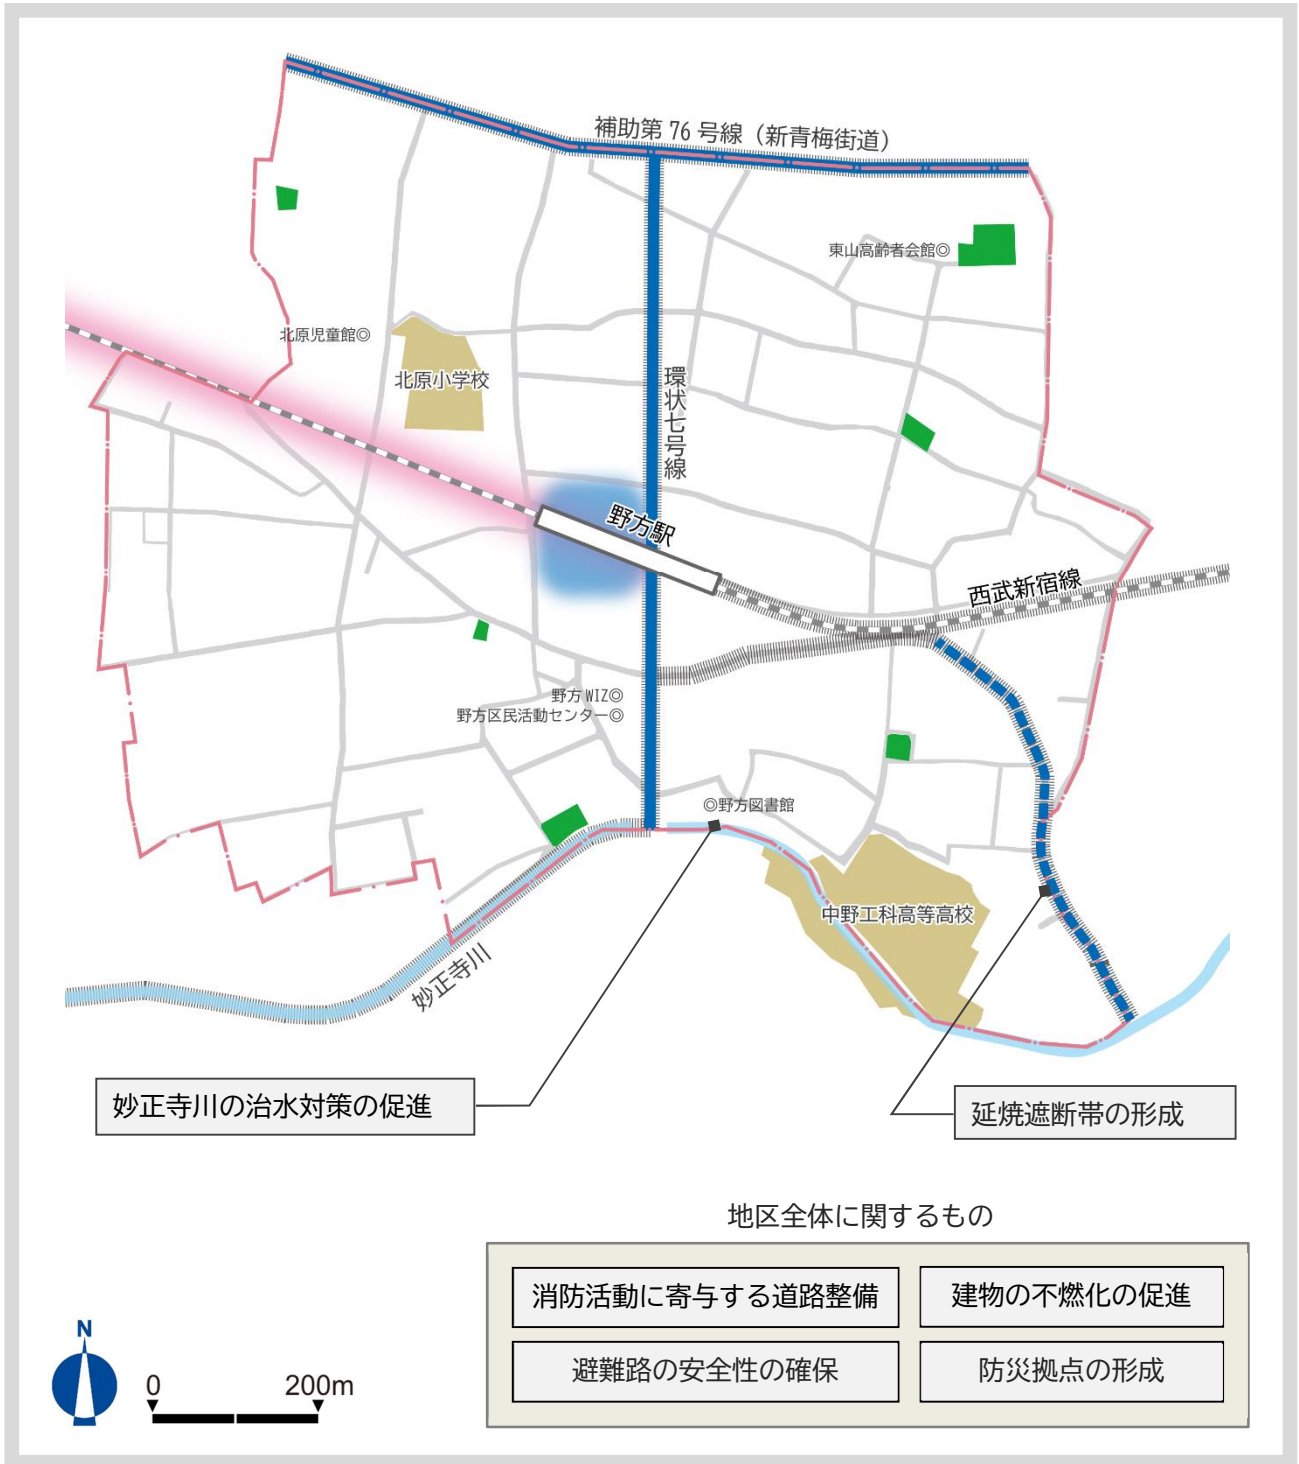 補助第 76 号線（新青梅街道）
東山高齢者会館◎
北原児童館◎
北原小学校
環状七号線
野方駅
西武新宿線
野方 WIZ◎
野方区民活動センター◎
◎野方図書館
中野工科高等高校
妙正寺川
妙正寺川の治水対策の促進
延焼遮断帯の形成
地区全体に関するもの
消防活動に寄与する道路整備
建物の不燃化の促進
避難路の安全性の確保
防災拠点の形成
N
0 200m